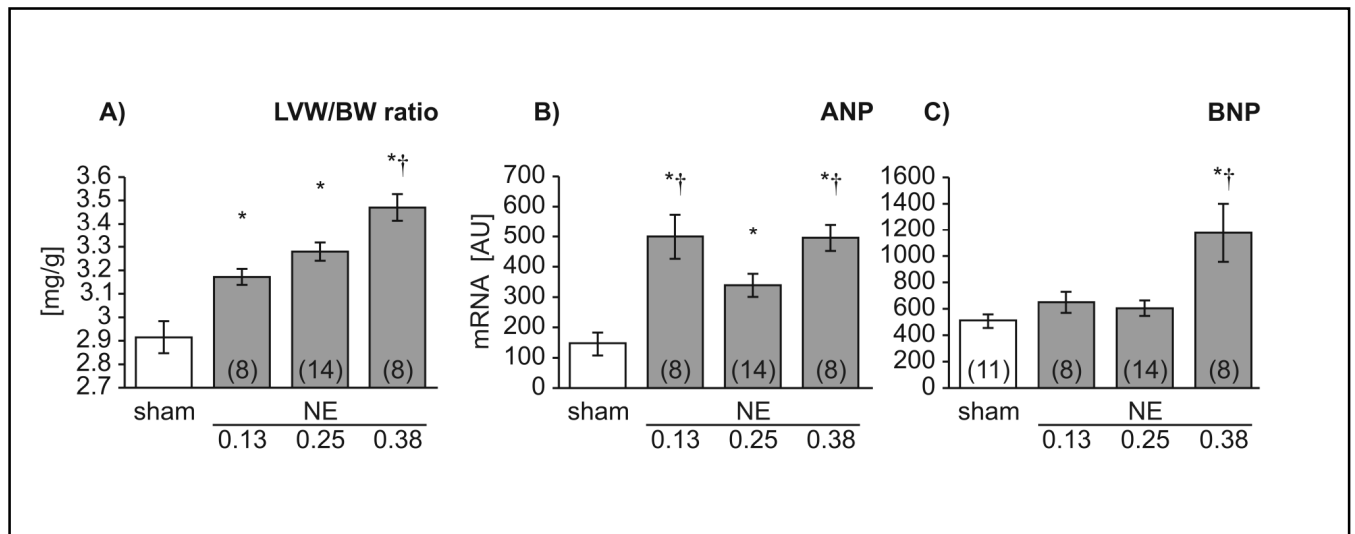 A) LVW/BW ratio
[mg/g]
3.6
3.5
3.4
3.3
3.2
3.1
3
2.9
2.8
2.7
* * *†
(8) (14) (8)
sham NE
0.13 0.25 0.38
B) ANP
mRNA [AU]
700
600
500
400
300
200
100
0
*† * *†
(8) (14) (8)
sham NE
0.13 0.25 0.38
C) BNP
1600
1400
1200
1000
800
600
400
200
0
*†
(11) (8) (14) (8)
sham NE
0.13 0.25 0.38